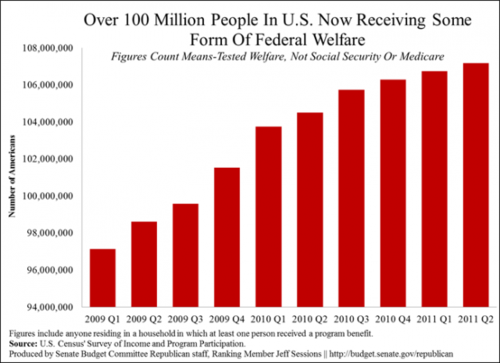 Over 100 Million People In U.S. Now Receiving Some
Form Of Federal Welfare
Figures Count Means-Tested Welfare, Not Social Security Or Medicare
108,000,000
106,000,000
104,000,000
102,000,000
100,000,000
98,000,000
96,000,000
94,000,000
Number of Americans
2009 Q1 2009 Q2 2009 Q3 2009 Q4 2010 Q1 2010 Q2 2010 Q3 2010 Q4 2011 Q1 2011 Q2
Figures include anyone residing in a household in which at least one person received a program benefit.
Source: U.S. Census' Survey of Income and Program Participation.
Produced by Senate Budget Committee Republican staff, Ranking Member Jeff Sessions || http://budget.senate.gov/republican